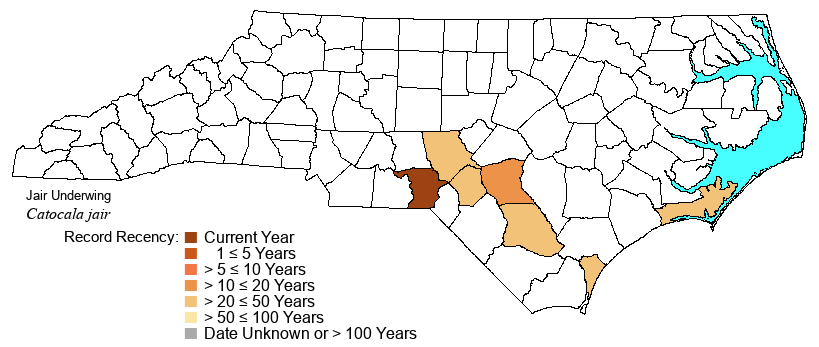 Jair Underwing
Catocala jair
Record Recency:
Current Year
1 ≤ 5 Years
> 5 ≤ 10 Years
> 10 ≤ 20 Years
> 20 ≤ 50 Years
> 50 ≤ 100 Years
Date Unknown or > 100 Years